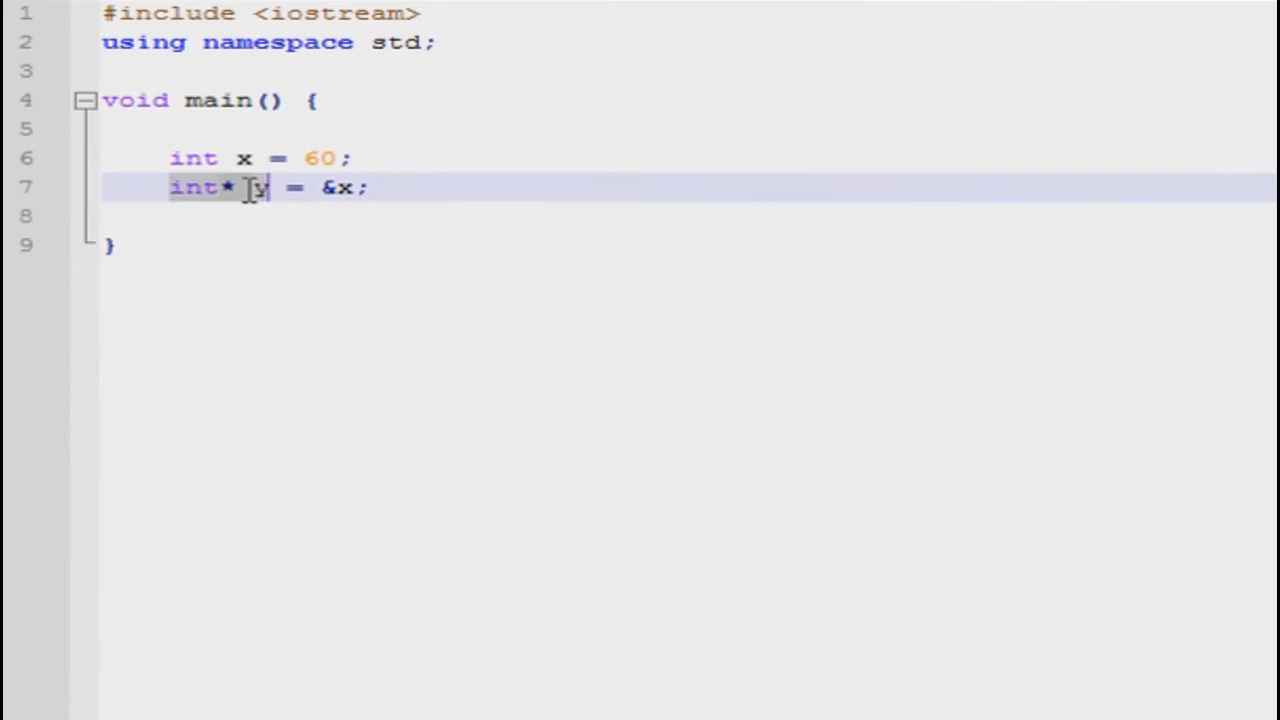 1 #include <iostream>
2 using namespace std;
3
4 void main() {
5
6 int x = 60;
7 int* y = &x;
8
9 }